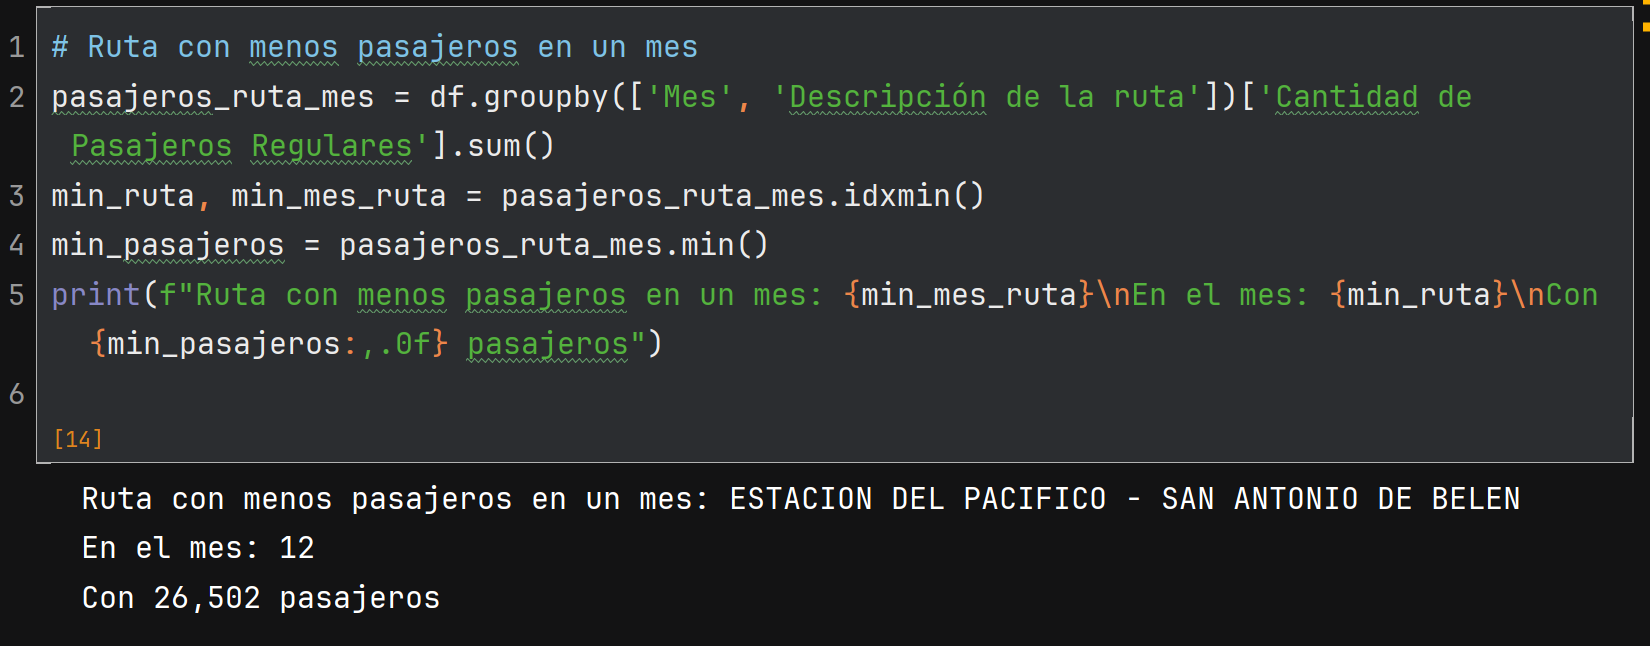 1 # Ruta con menos pasajeros en un mes
2 pasajeros_ruta_mes = df.groupby(['Mes', 'Descripción de la ruta'])['Cantidad de
Pasajeros Regulares'].sum()
3 min_ruta, min_mes_ruta = pasajeros_ruta_mes.idxmin()
4 min_pasajeros = pasajeros_ruta_mes.min()
5 print(f"Ruta con menos pasajeros en un mes: {min_mes_ruta}\nEn el mes: {min_ruta}\nCon
{min_pasajeros:,.0f} pasajeros")
6
[14]
Ruta con menos pasajeros en un mes: ESTACION DEL PACIFICO - SAN ANTONIO DE BELEN
En el mes: 12
Con 26,502 pasajeros